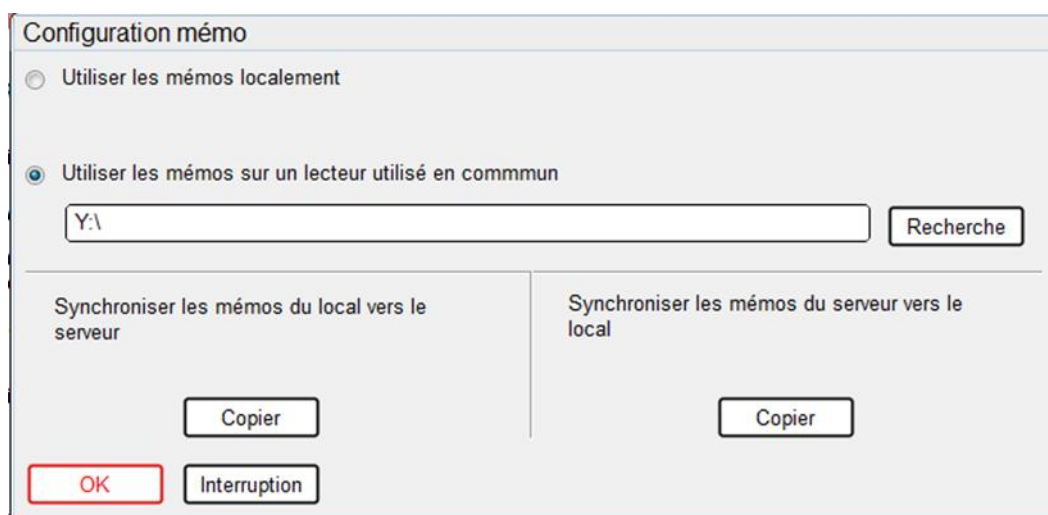 Configuration mémo
Utiliser les mémos localement
Utiliser les mémos sur un lecteur utilisé en commmun
Y:\
Recherche
Synchroniser les mémos du local vers le
serveur
Copier
Synchroniser les mémos du serveur vers le
local
Copier
OK
Interruption